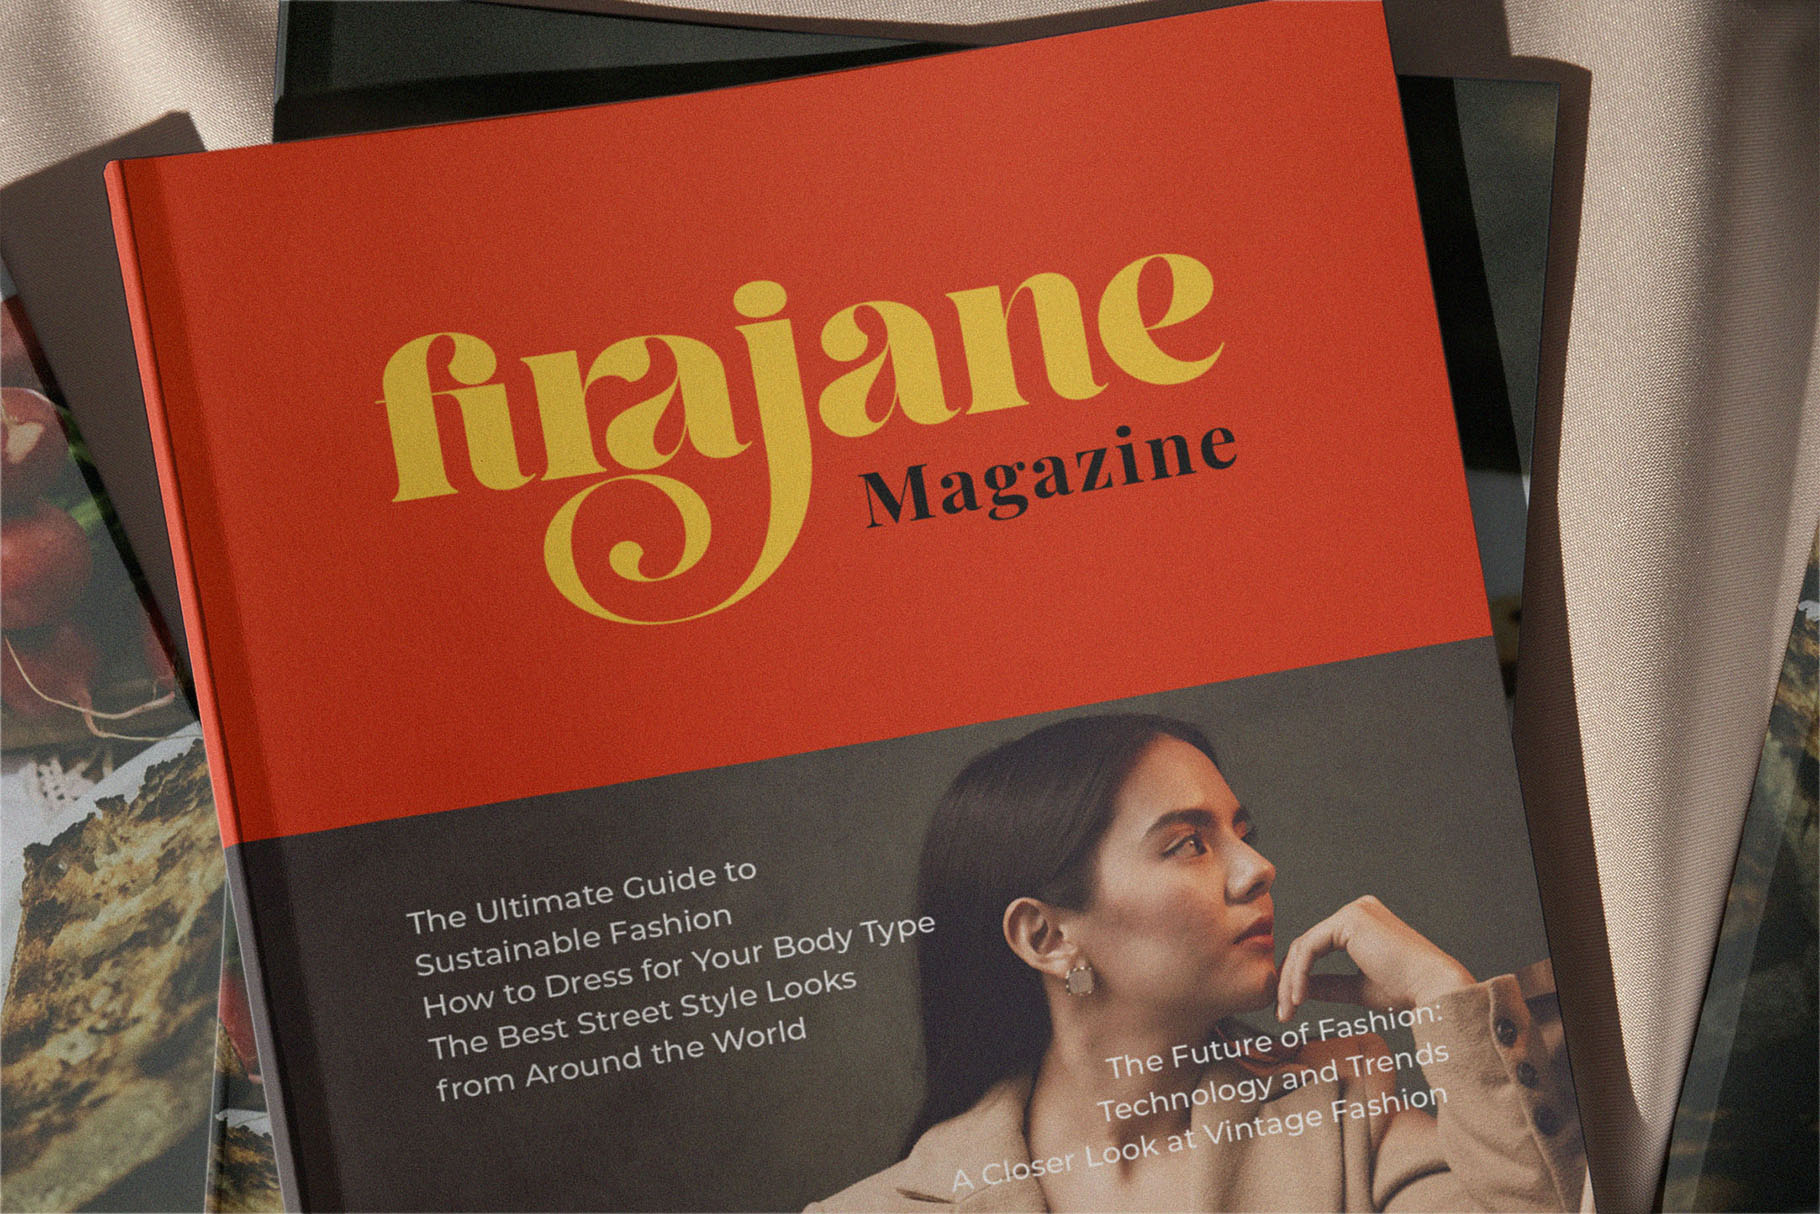 firajane
Magazine
The Ultimate Guide to
Sustainable Fashion
How to Dress for Your Body Type
The Best Street Style Looks
from Around the World
The Future of Fashion:
Technology and Trends
A Closer Look at Vintage Fashion